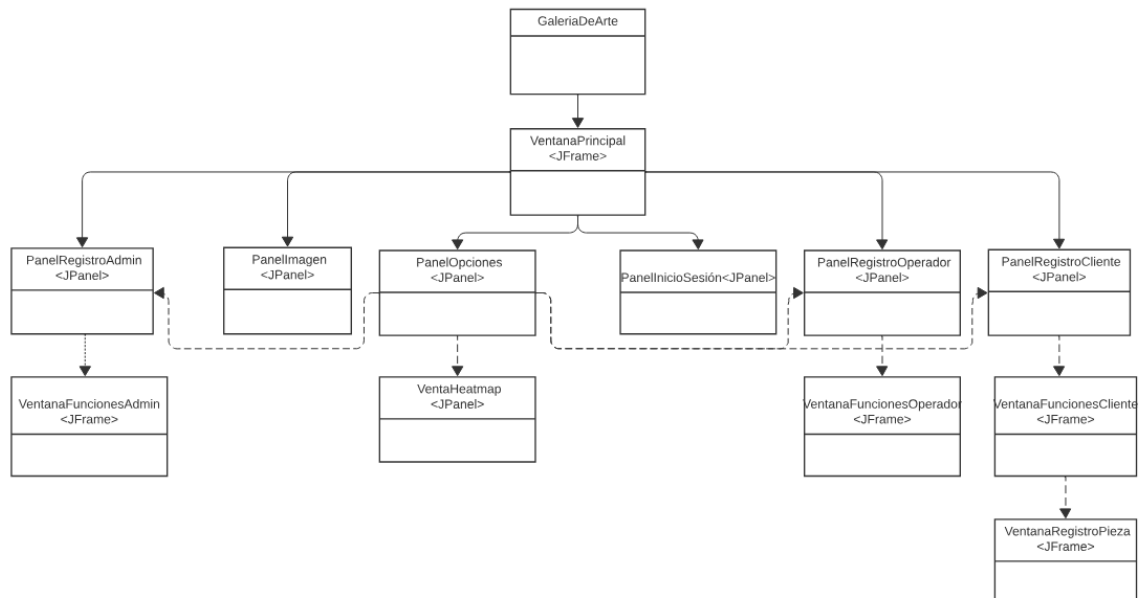 GaleriaDeArte
VentanaPrincipal
<JFrame>
PanelRegistroAdmin
<JPanel>
PanelImagen
<JPanel>
PanelOpciones
<JPanel>
PanelInicioSesión<JPanel>
PanelRegistroOperador
<JPanel>
PanelRegistroCliente
<JPanel>
VentanaFuncionesAdmin
<JFrame>
VentaHeatmap
<JPanel>
VentanaFuncionesOperador
<JFrame>
VentanaFuncionesCliente
<JFrame>
VentanaRegistroPieza
<JFrame>